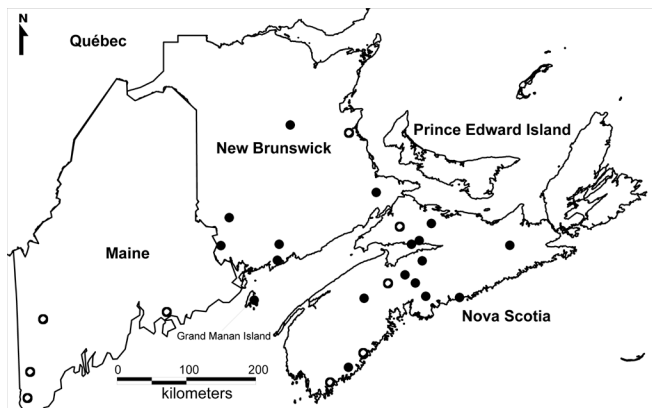 N
Québec
Prince Edward Island
New Brunswick
Maine
Nova Scotia
Grand Manan Island
0 100 200
kilometers